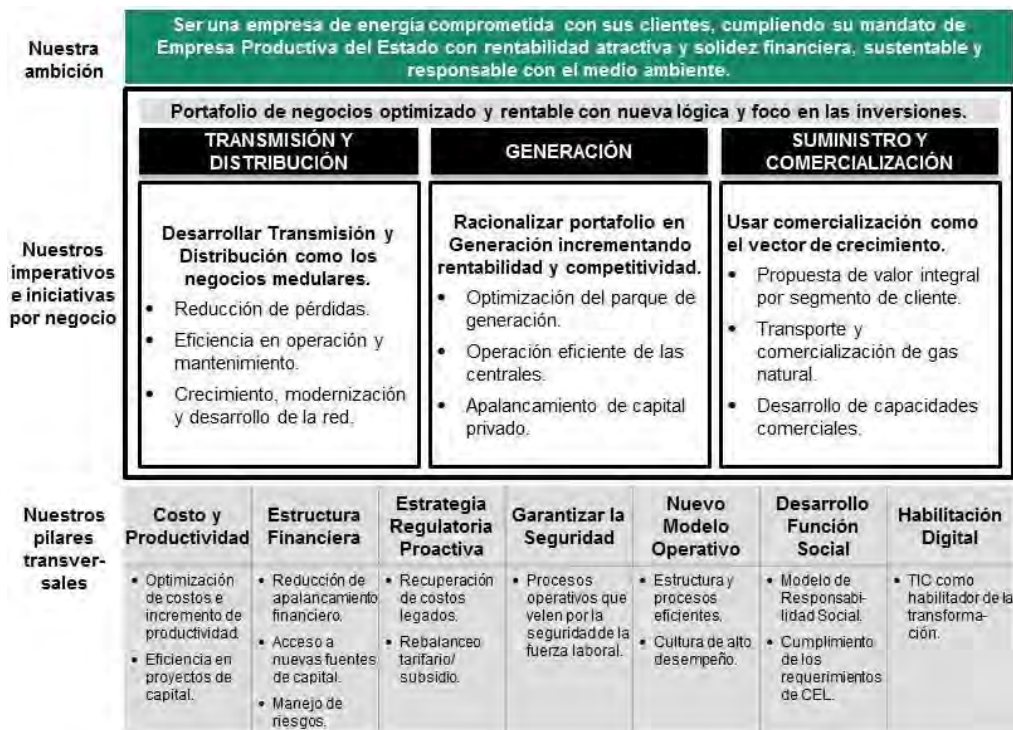 Nuestra
ambición
Ser una empresa de energía comprometida con sus clientes, cumpliendo su mandato de
Empresa Productiva del Estado con rentabilidad atractiva y solidez financiera, sustentable y
responsable con el medio ambiente.
Nuestros
imperativos
e iniciativas
por negocio
Portafolio de negocios optimizado y rentable con nueva lógica y foco en las inversiones.
TRANSMISIÓN Y
DISTRIBUCIÓN
Desarrollar Transmisión y
Distribución como los
negocios medulares.
• Reducción de pérdidas.
• Eficiencia en operación y
mantenimiento.
• Crecimiento, modernización
y desarrollo de la red.
GENERACIÓN
Racionalizar portafolio en
Generación incrementando
rentabilidad y competitividad.
• Optimización del parque de
generación.
• Operación eficiente de las
centrales.
• Apalancamiento de capital
privado.
SUMINISTRO Y
COMERCIALIZACIÓN
Usar comercialización como
el vector de crecimiento.
• Propuesta de valor integral
por segmento de cliente.
• Transporte y
comercialización de gas
natural.
• Desarrollo de capacidades
comerciales.
Nuestros
pilares
transver-
sales
Costo y
Productividad
• Optimización
de costos e
incremento de
productividad.
• Eficiencia en
proyectos de
capital.
Estructura
Financiera
• Reducción de
apalancamiento
financiero.
• Acceso a
nuevas fuentes
de capital.
• Manejo de
riesgos.
Estrategia
Regulatoria
Proactiva
• Recuperación
de costos
legados.
• Rebalanceo
tarifario/
subsidio.
Garantizar la
Seguridad
• Procesos
operativos que
velen por la
seguridad de la
fuerza laboral.
Nuevo
Modelo
Operativo
• Estructura y
procesos
eficientes.
• Cultura de alto
desempeño.
Desarrollo
Función
Social
• Modelo de
Responsabi-
lidad Social.
• Cumplimiento
de los
requerimientos
de CEL.
Habilitación
Digital
• TIC como
habilitador de la
transforma-
ción.